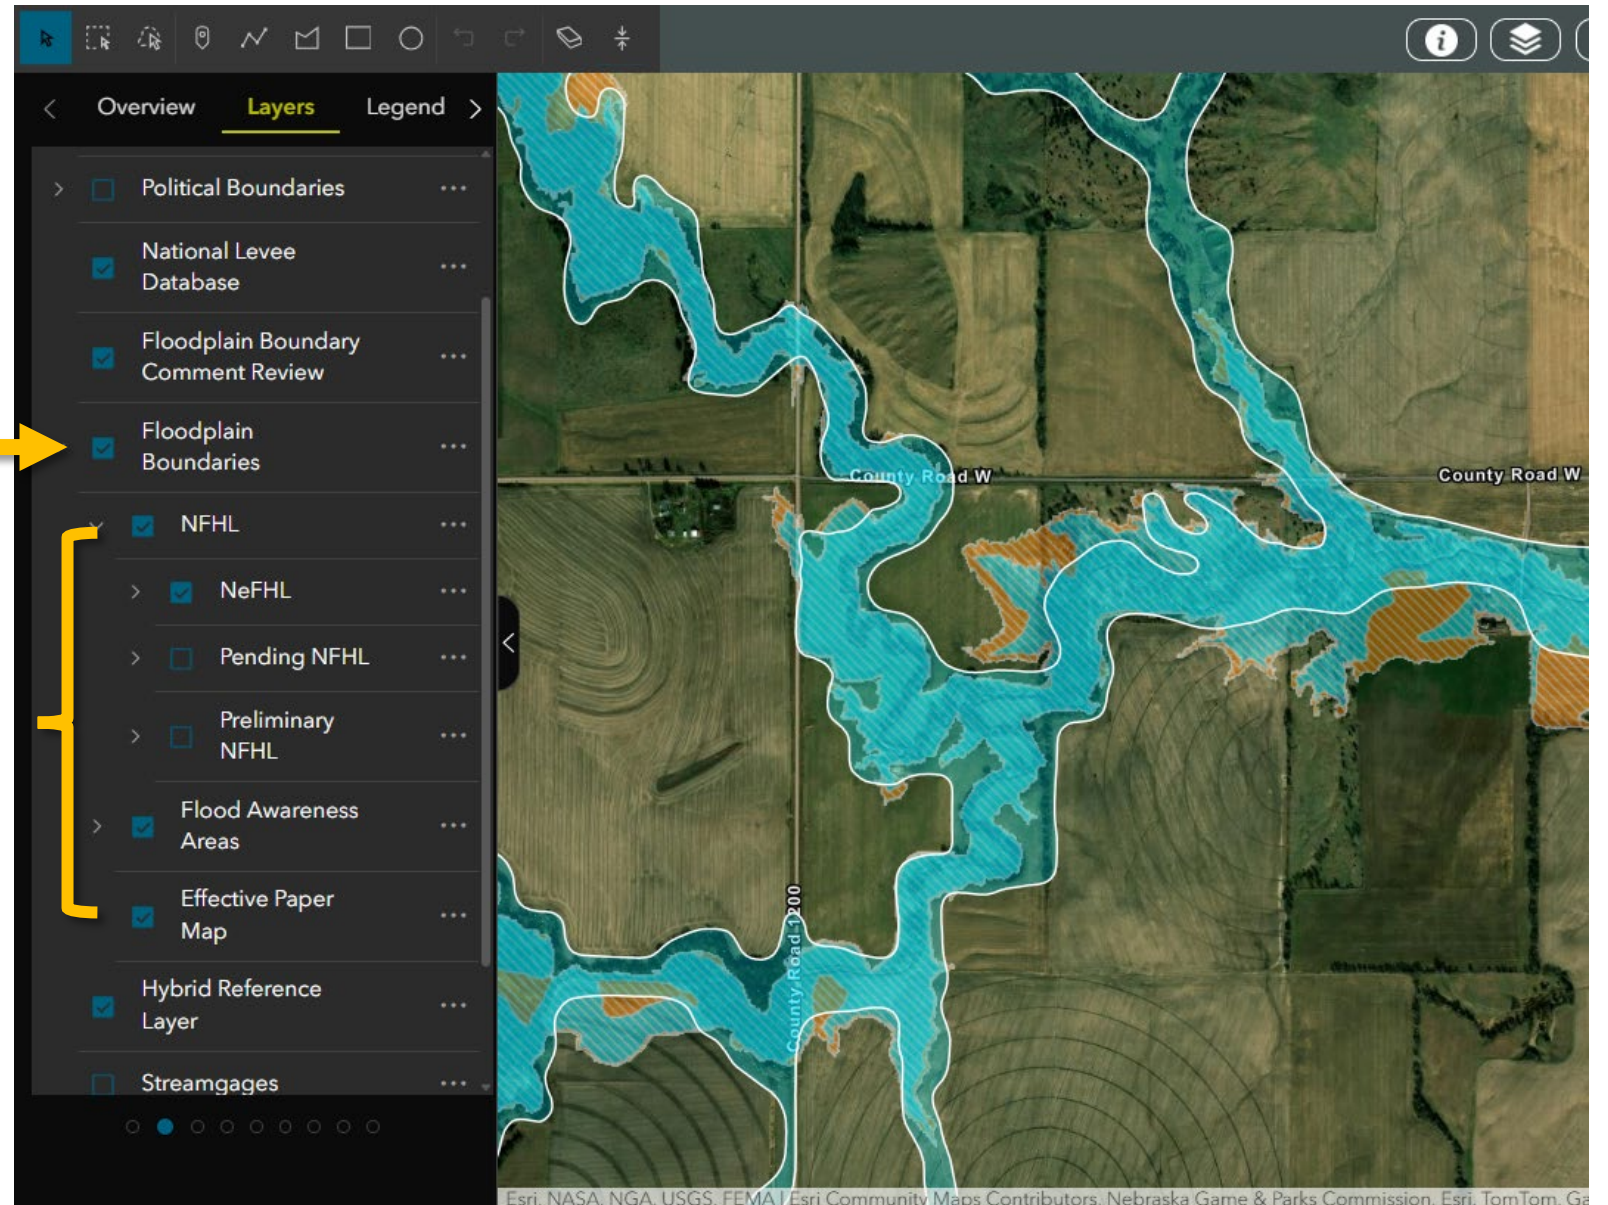 Overview Layers Legend
Political Boundaries
National Levee
Database
Floodplain Boundary
Comment Review
Floodplain
Boundaries
NFHL
NeFHL
Pending NFHL
Preliminary
NFHL
Flood Awareness
Areas
Effective Paper
Map
Hybrid Reference
Layer
Streamgages
County Road W
County Road W
County Road 1200
Esri, NASA, NGA, USGS, FEMA | Esri Community Maps Contributors, Nebraska Game & Parks Commission, Esri, TomTom, Ga